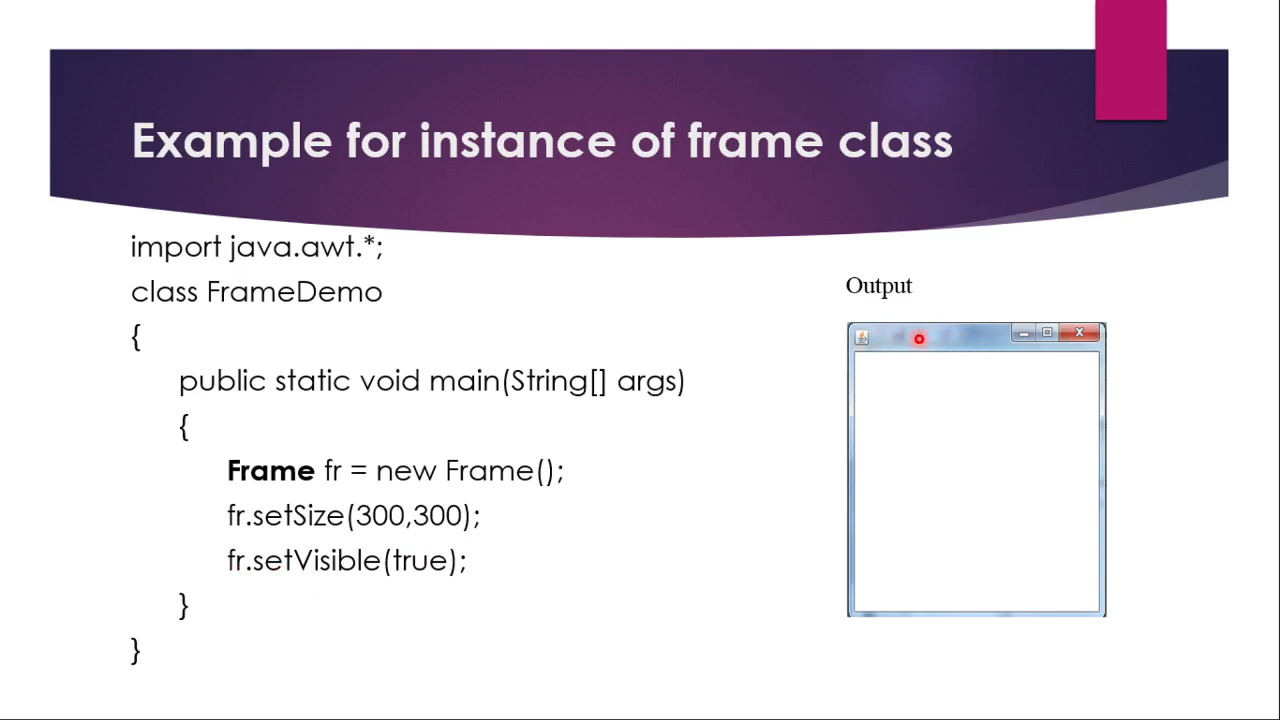 Example for instance of frame class
import java.awt.*;
class FrameDemo
{
public static void main(String[] args)
{
Frame fr = new Frame();
fr.setSize(300,300);
fr.setVisible(true);
}
}
Output